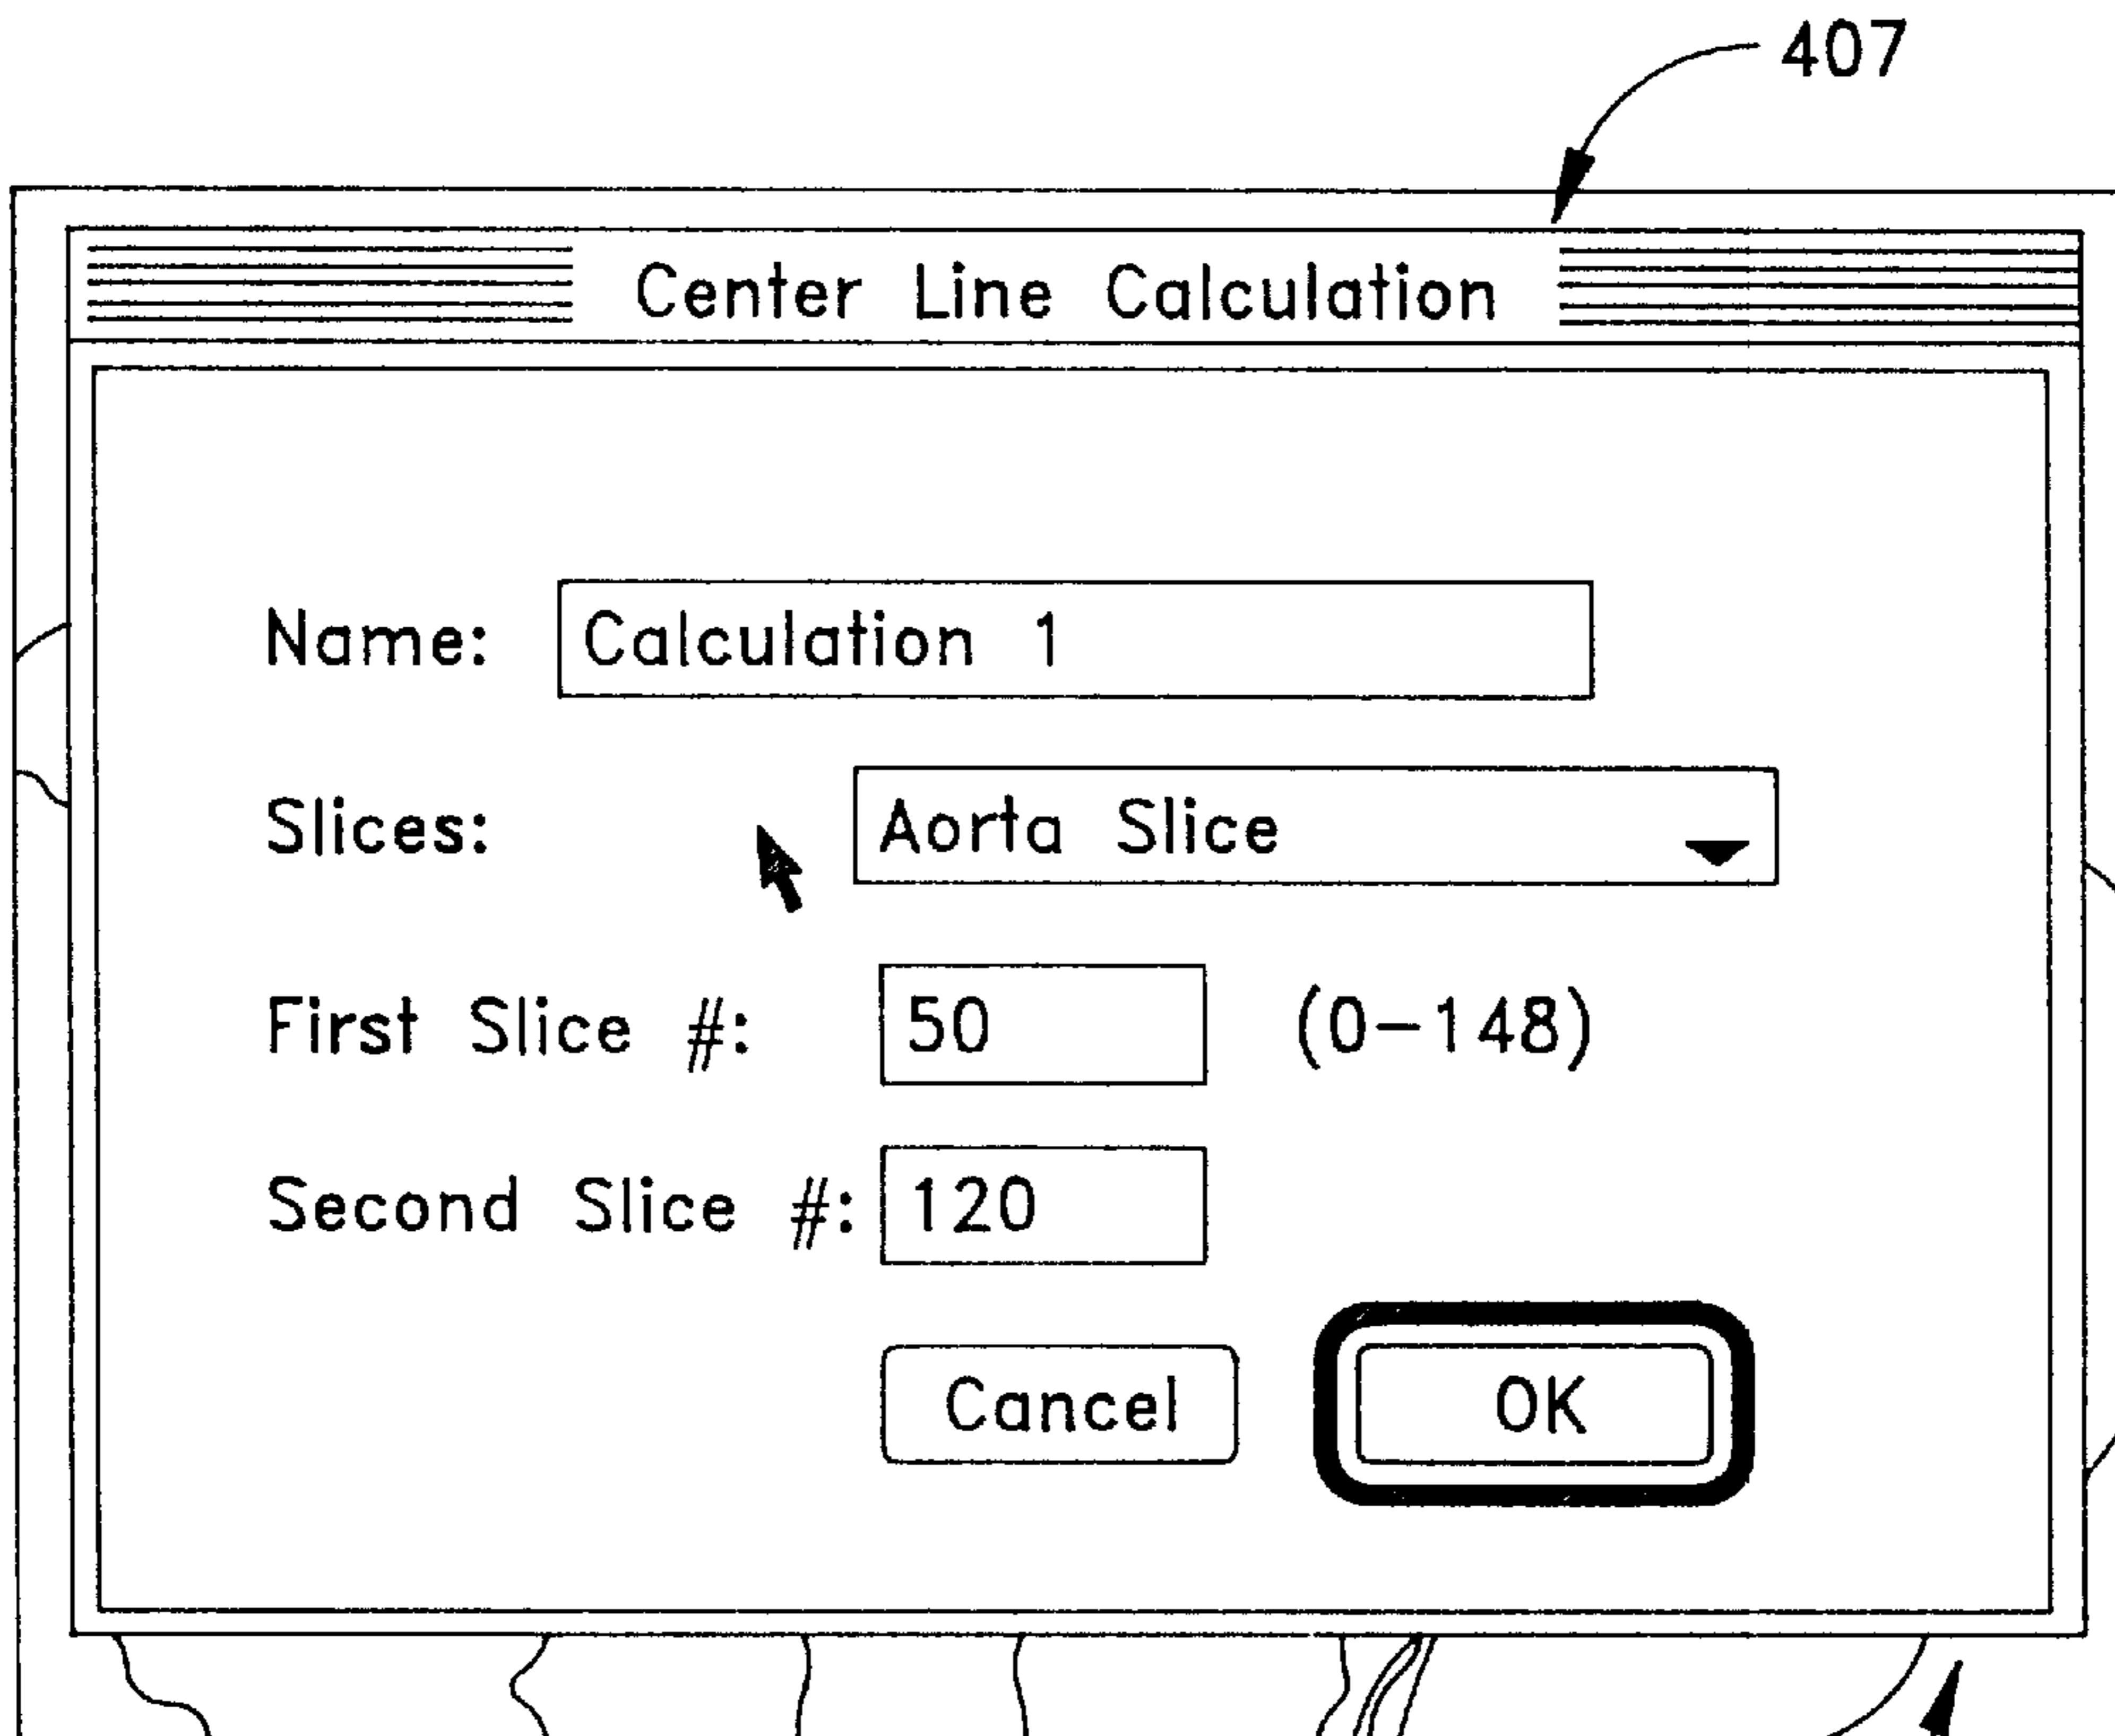 407
Center Line Calculation
Name: Calculation 1
Slices: Aorta Slice
First Slice #: 50 (0-148)
Second Slice #: 120
Cancel OK